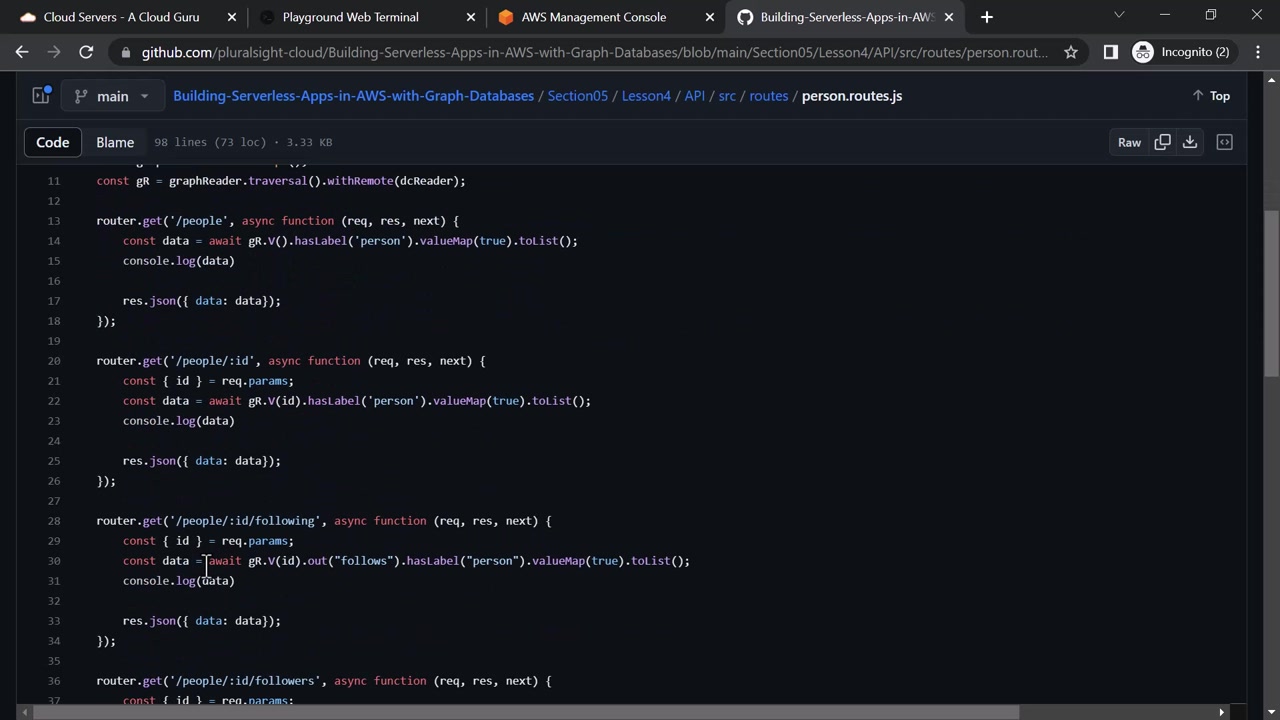 Cloud Servers - A Cloud Guru
Playground Web Terminal
AWS Management Console
Building-Serverless-Apps-in-AWS
github.com/pluralsight-cloud/Building-Serverless-Apps-in-AWS-with-Graph-Databases/blob/main/Section05/Lesson4/API/src/routes/person.rout...
Incognito (2)
main
Building-Serverless-Apps-in-AWS-with-Graph-Databases / Section05 / Lesson4 / API / src / routes / person.routes.js
Top
Code
Blame
98 lines (73 loc) · 3.33 KB
Raw
11 const gR = graphReader.traversal().withRemote(dcReader);
12
13 router.get('/people', async function (req, res, next) {
14 const data = await gR.V().hasLabel('person').valueMap(true).toList();
15 console.log(data)
16
17 res.json({ data: data});
18 });
19
20 router.get('/people/:id', async function (req, res, next) {
21 const { id } = req.params;
22 const data = await gR.V(id).hasLabel('person').valueMap(true).toList();
23 console.log(data)
24
25 res.json({ data: data});
26 });
27
28 router.get('/people/:id/following', async function (req, res, next) {
29 const { id } = req.params;
30 const data = await gR.V(id).out("follows").hasLabel("person").valueMap(true).toList();
31 console.log(data)
32
33 res.json({ data: data});
34 });
35
36 router.get('/people/:id/followers', async function (req, res, next) {
37 const { id } = req.params;